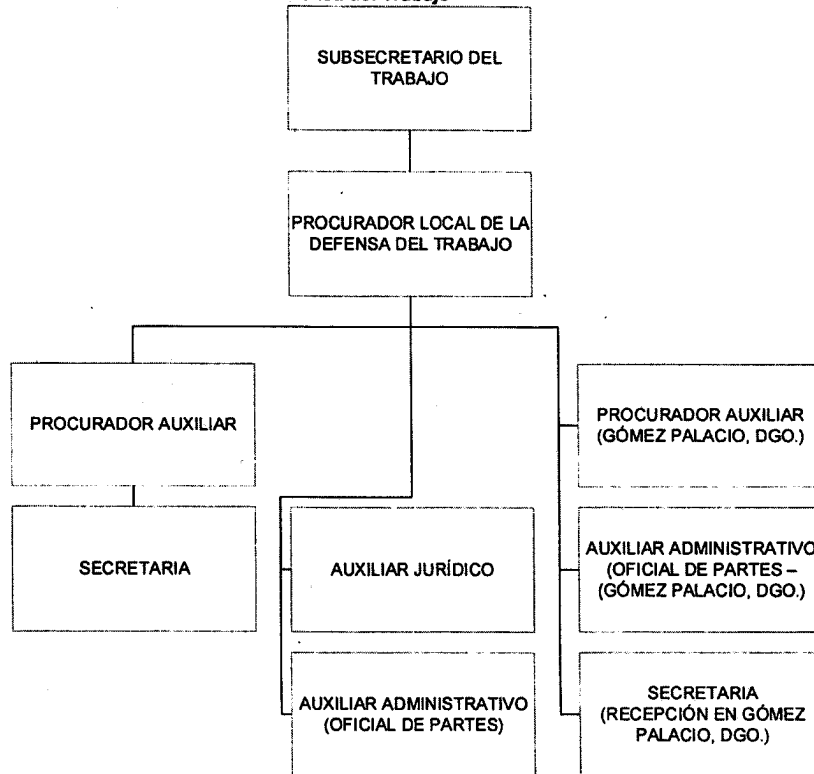 del Trabajo
SUBSECRETARIO DEL
TRABAJO
PROCURADOR LOCAL DE LA
DEFENSA DEL TRABAJO
PROCURADOR AUXILIAR
SECRETARIA
AUXILIAR JURÍDICO
AUXILIAR ADMINISTRATIVO
(OFICIAL DE PARTES)
PROCURADOR AUXILIAR
(GÓMEZ PALACIO, DGO.)
AUXILIAR ADMINISTRATIVO
(OFICIAL DE PARTES –
(GÓMEZ PALACIO, DGO.)
SECRETARIA
(RECEPCIÓN EN GÓMEZ
PALACIO, DGO.)